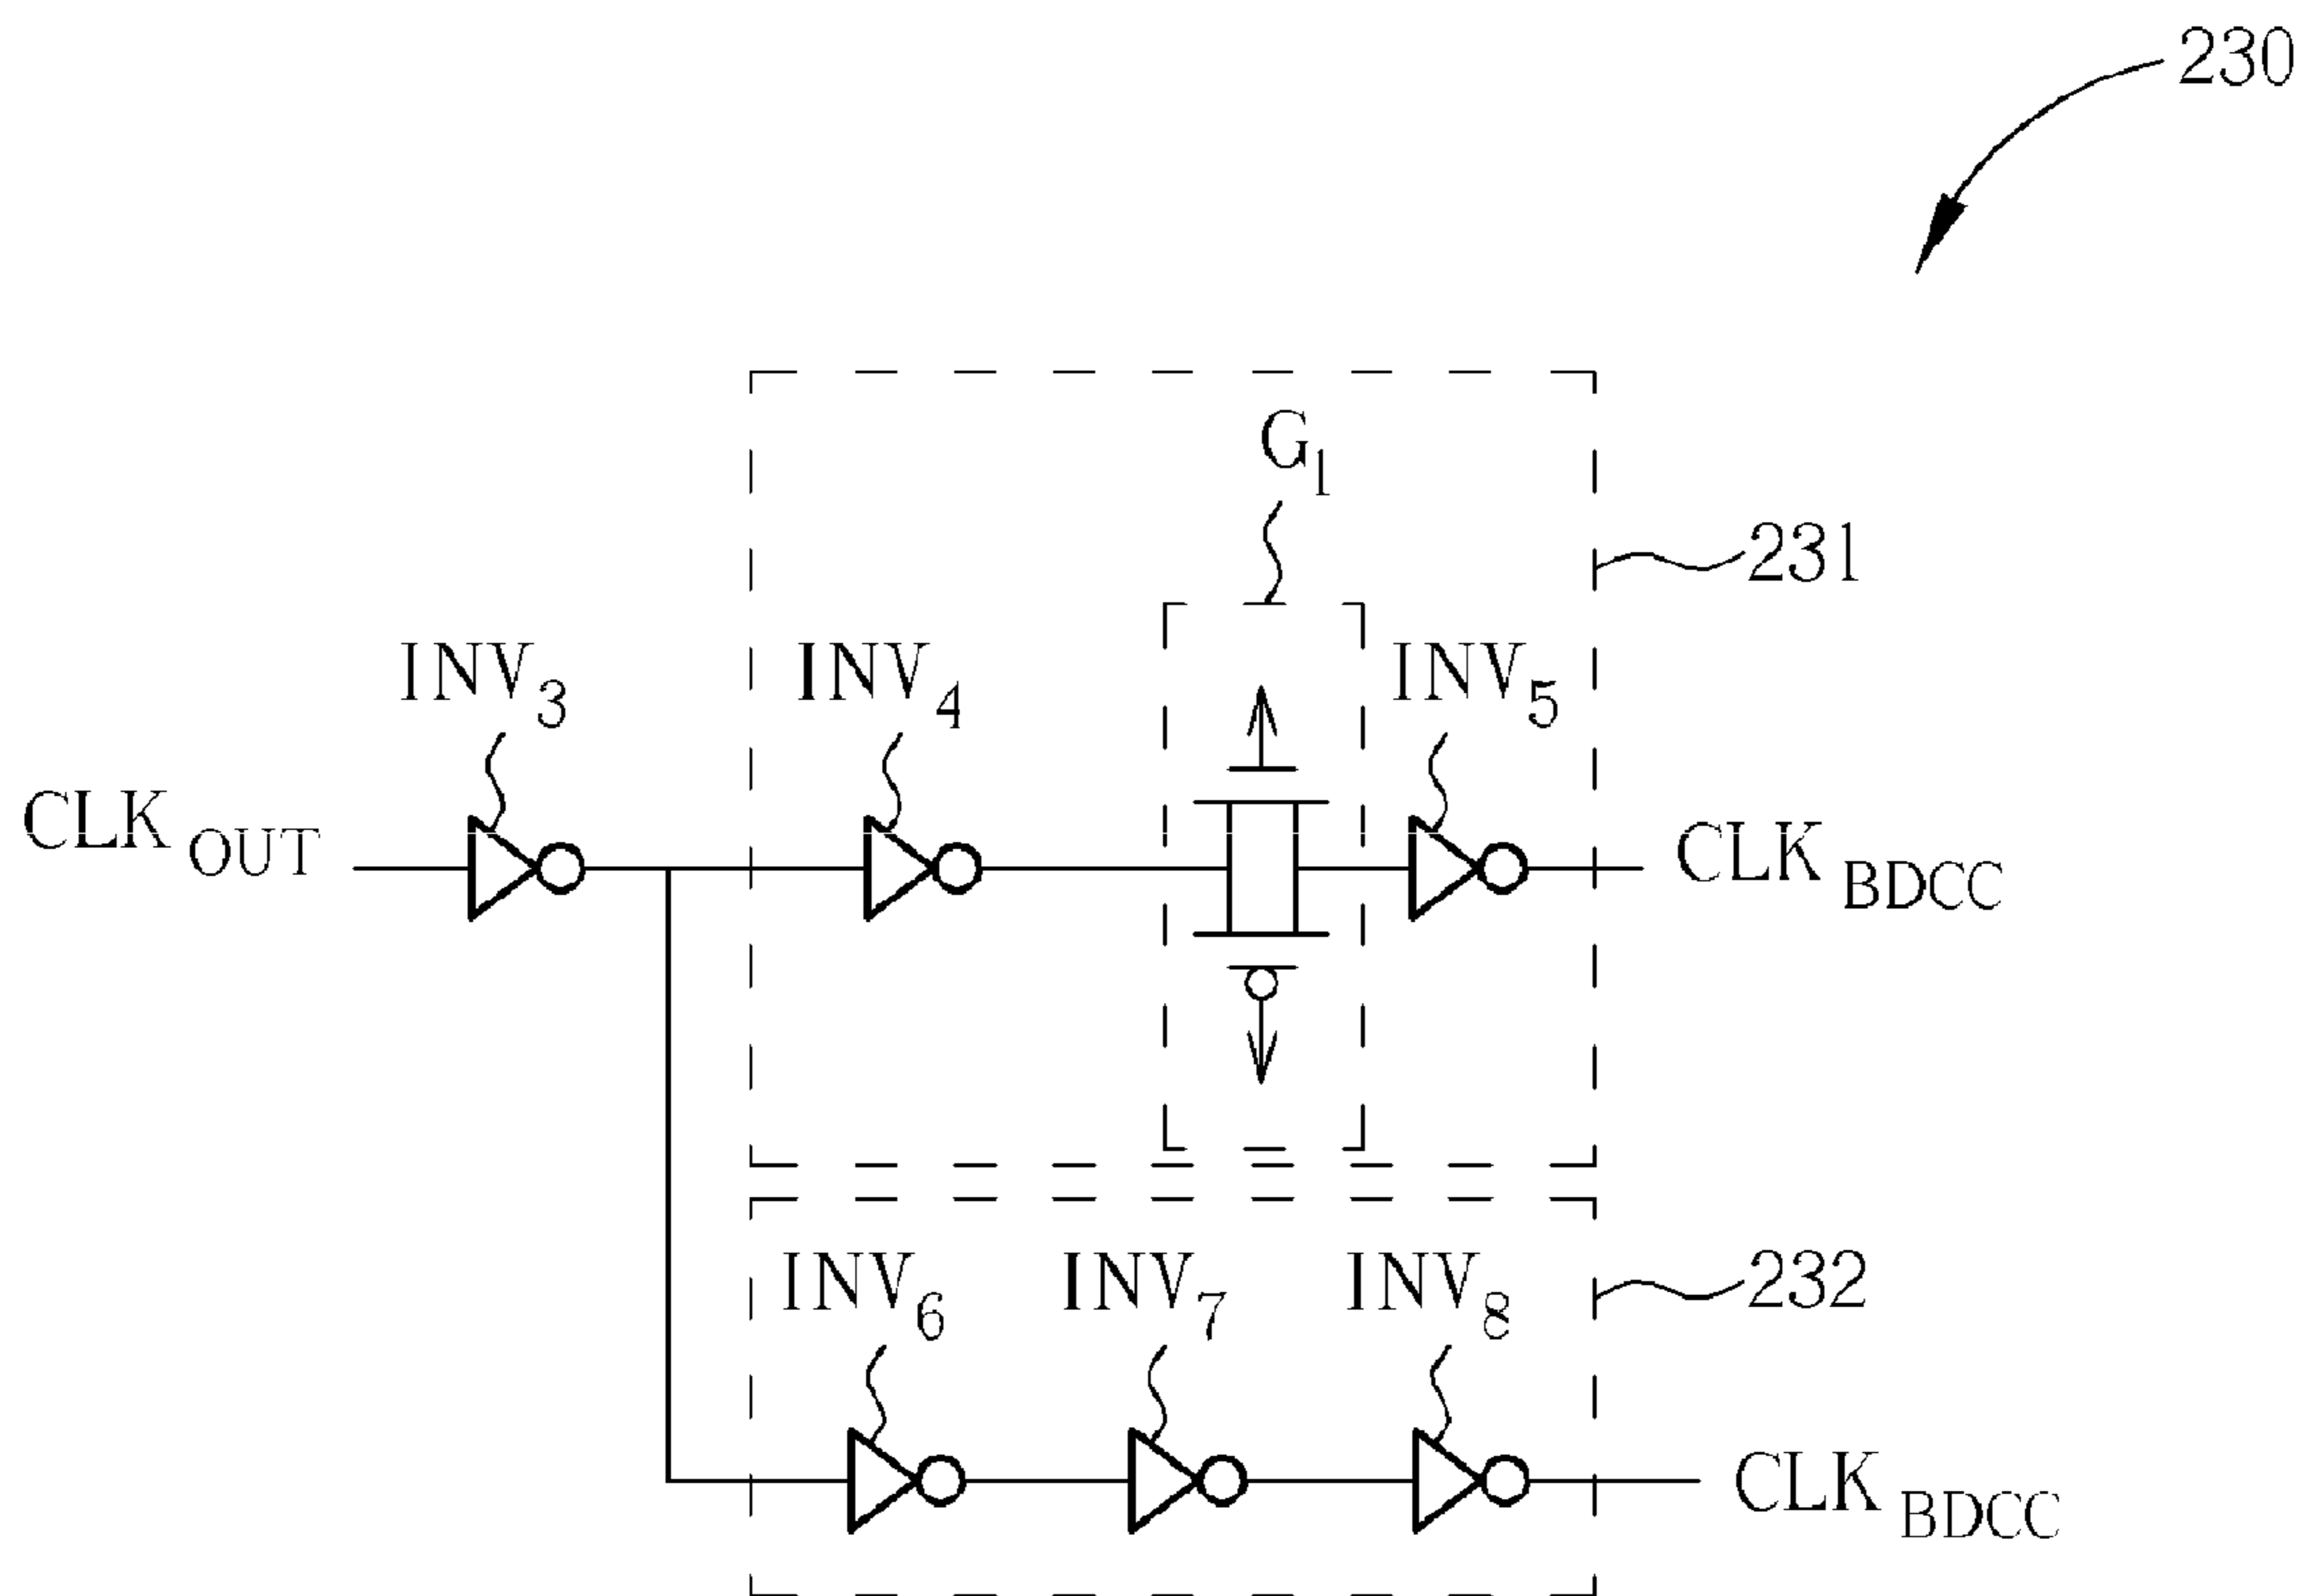 230
G1
231
INV3
INV4
INV5
CLKOUT
CLKBDCC
INV6
INV7
INV8
232
CLKBDCC